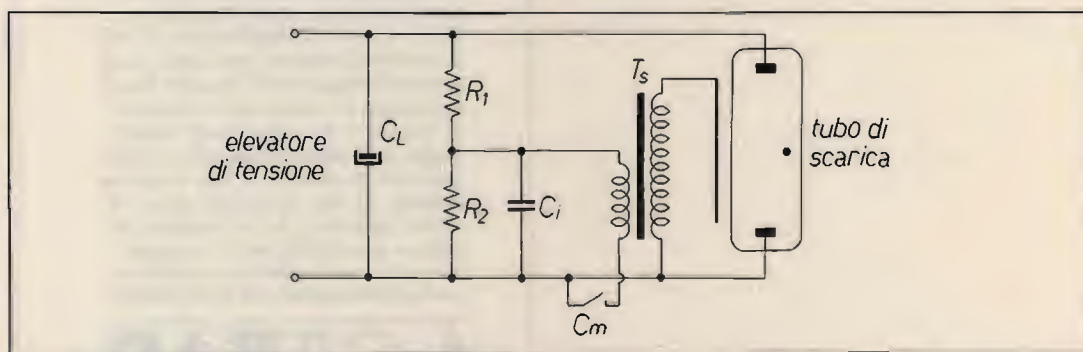 elevatore
di tensione
C_L
R_1
R_2
C_i
T_s
C_m
tubo di
scarica